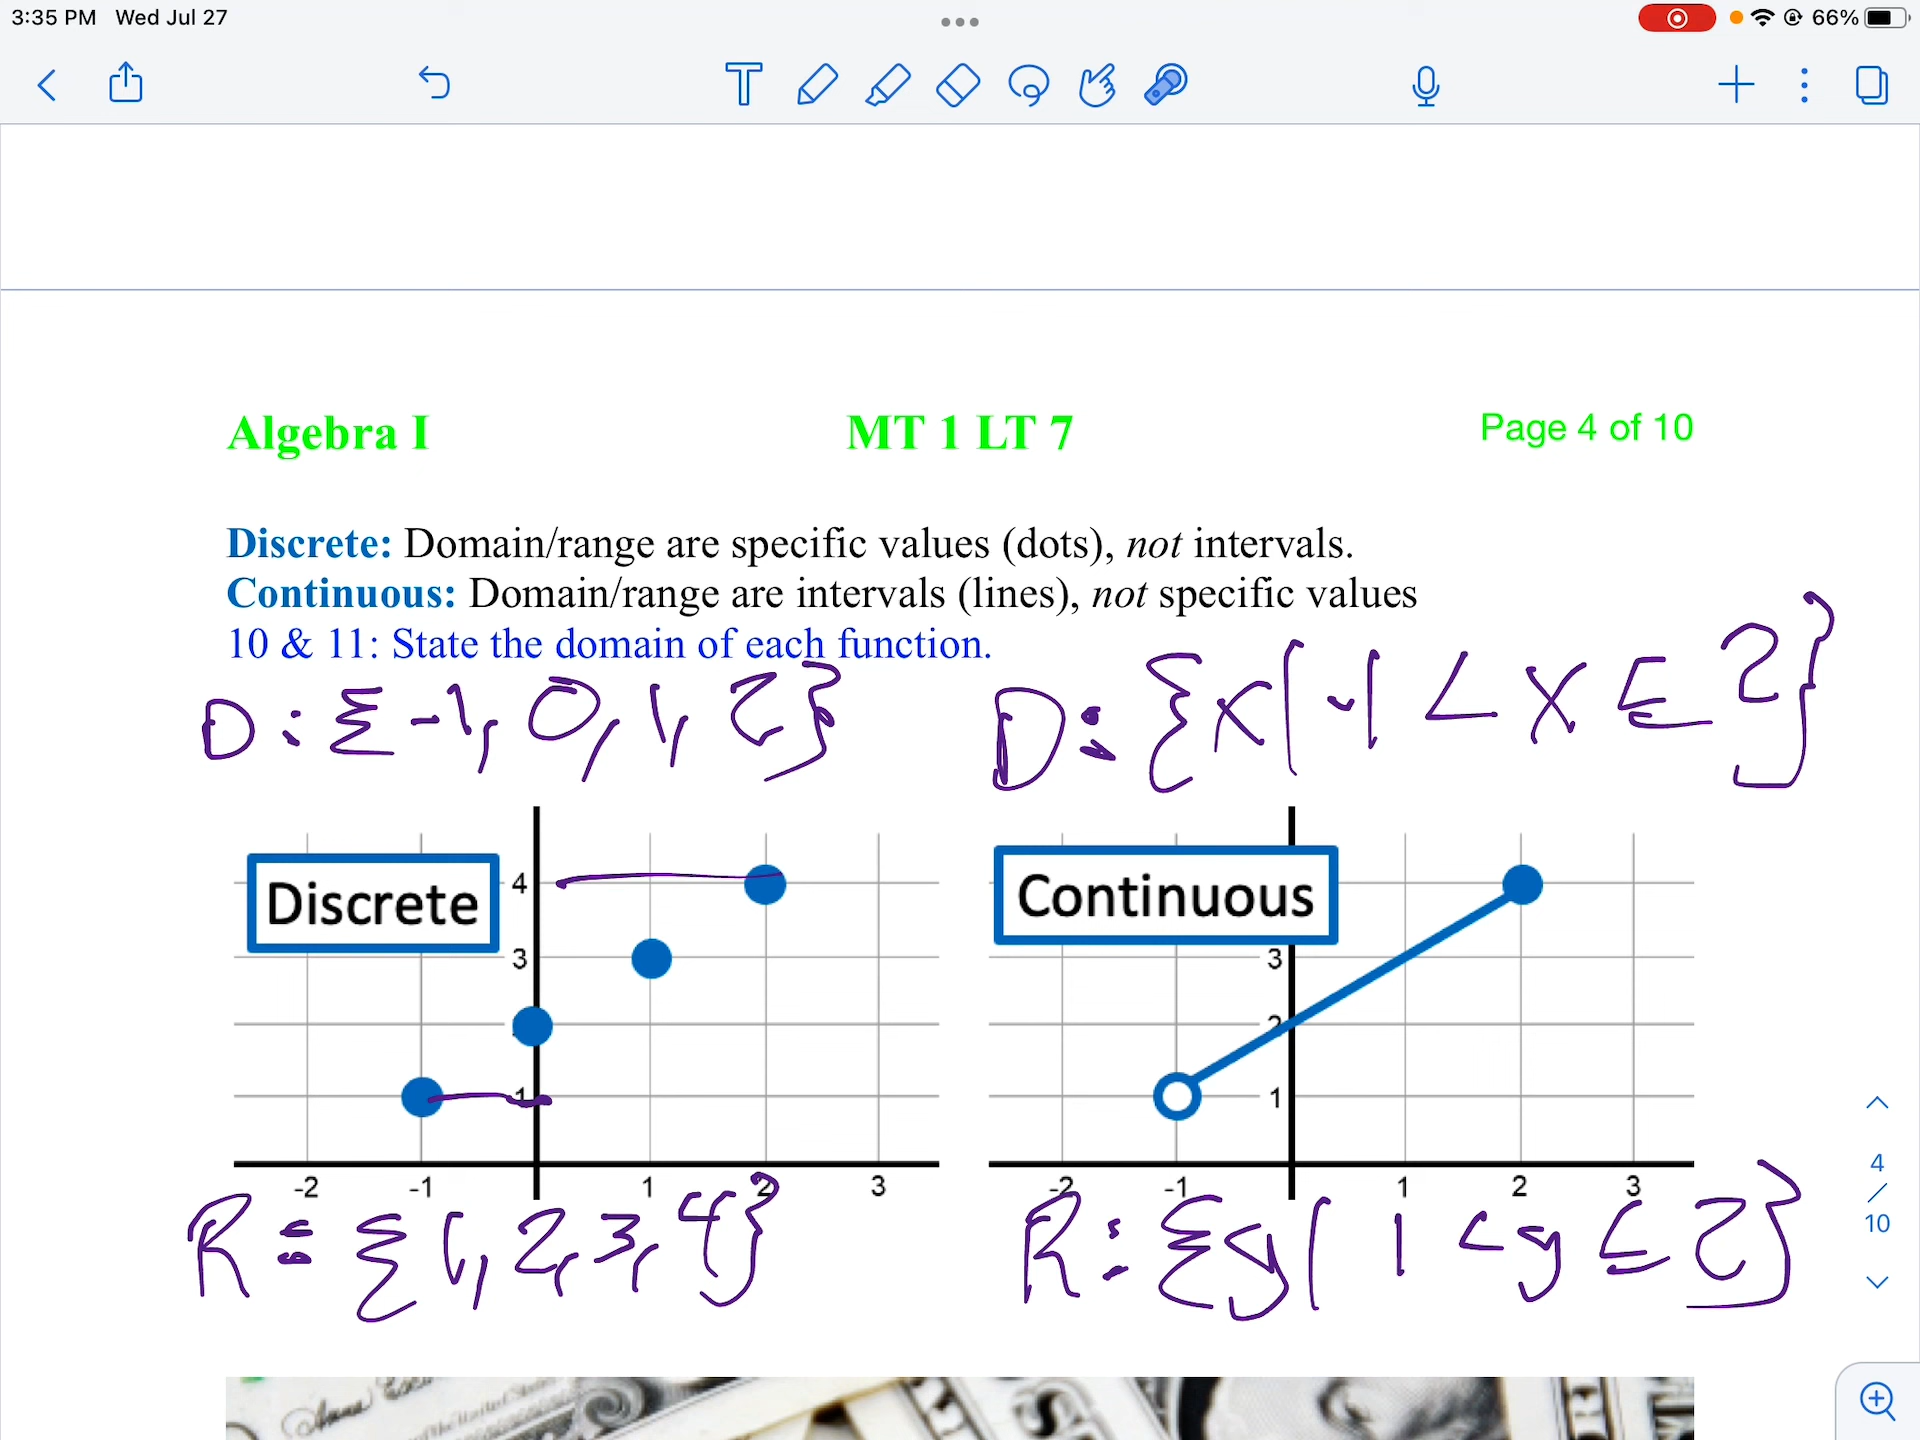 3:35 PM Wed Jul 27
66%
Algebra I MT 1 LT 7 Page 4 of 10
Discrete: Domain/range are specific values (dots), not intervals.
Continuous: Domain/range are intervals (lines), not specific values
10 & 11: State the domain of each function.
D: {-1, 0, 1, 2} D: {x | -1 < x ≤ 2}
Discrete 4
3
1
-2 -1 1 2 3
Continuous
3
2
1
-2 -1 1 2 3
R: {1, 2, 3, 4} R: {y | 1 < y ≤ 2}
4
/
10